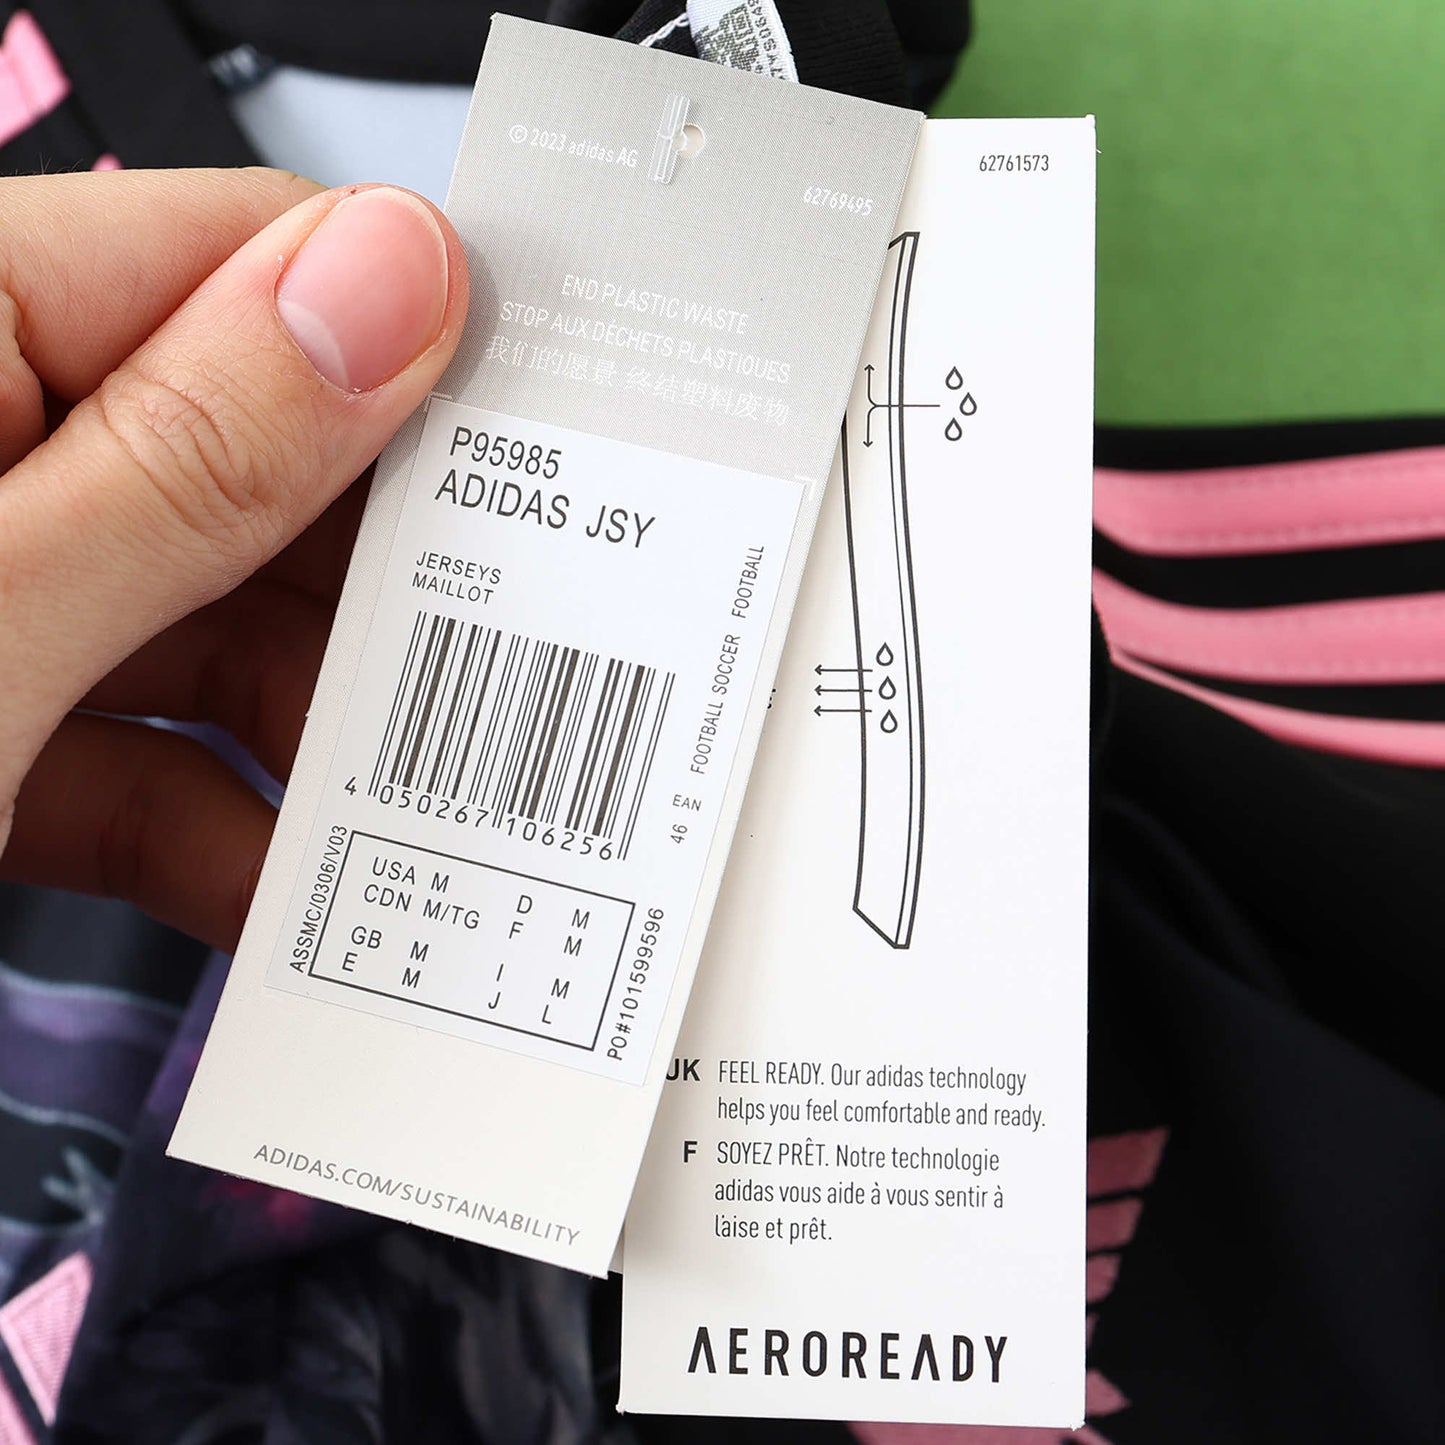 © 2023 adidas AG
62769495
END PLASTIC WASTE
STOP AUX DÉCHETS PLASTIQUES
我们的愿景 终结塑料废物
P95985
ADIDAS JSY
JERSEYS
MAILLOT
FOOTBALL SOCCER FOOTBALL
4 050267 106256
46 EAN
ASSMC/0306/V03
USA M D M
CDN M/TG F M
GB M I M
E M J L
PO#101599596
ADIDAS.COM/SUSTAINABILITY
62761573
UK FEEL READY. Our adidas technology
helps you feel comfortable and ready.
F SOYEZ PRÊT. Notre technologie
adidas vous aide à vous sentir à
l'aise et prêt.
AEROREADY